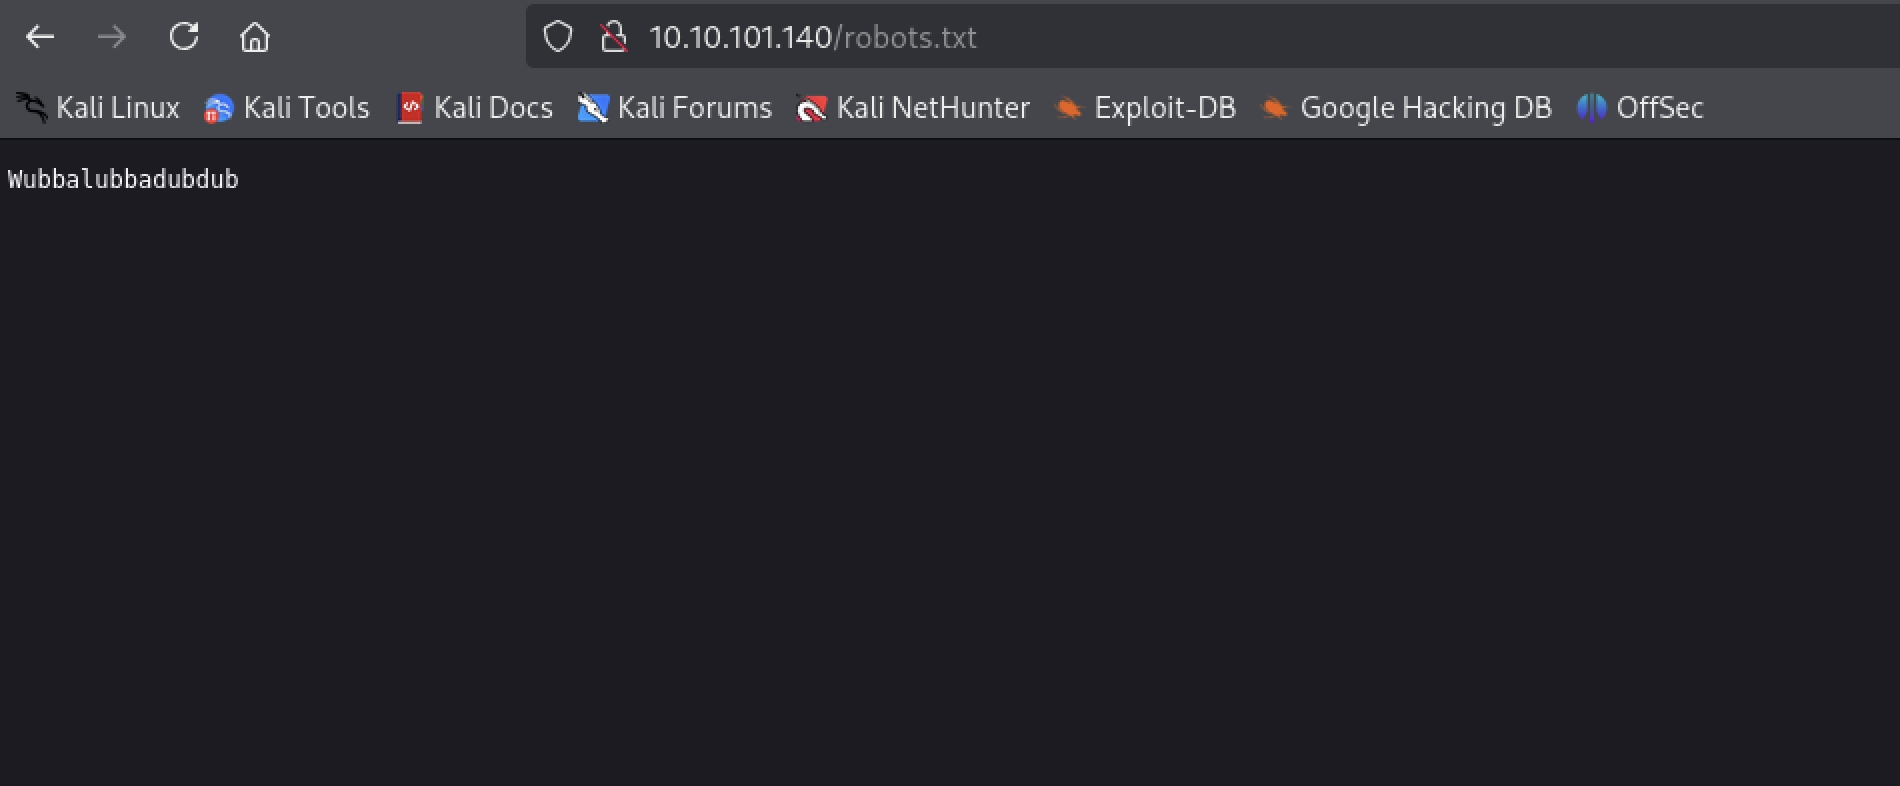 10.10.101.140/robots.txt
Kali Linux Kali Tools Kali Docs Kali Forums Kali NetHunter Exploit-DB Google Hacking DB OffSec
Wubbalubbadubdub